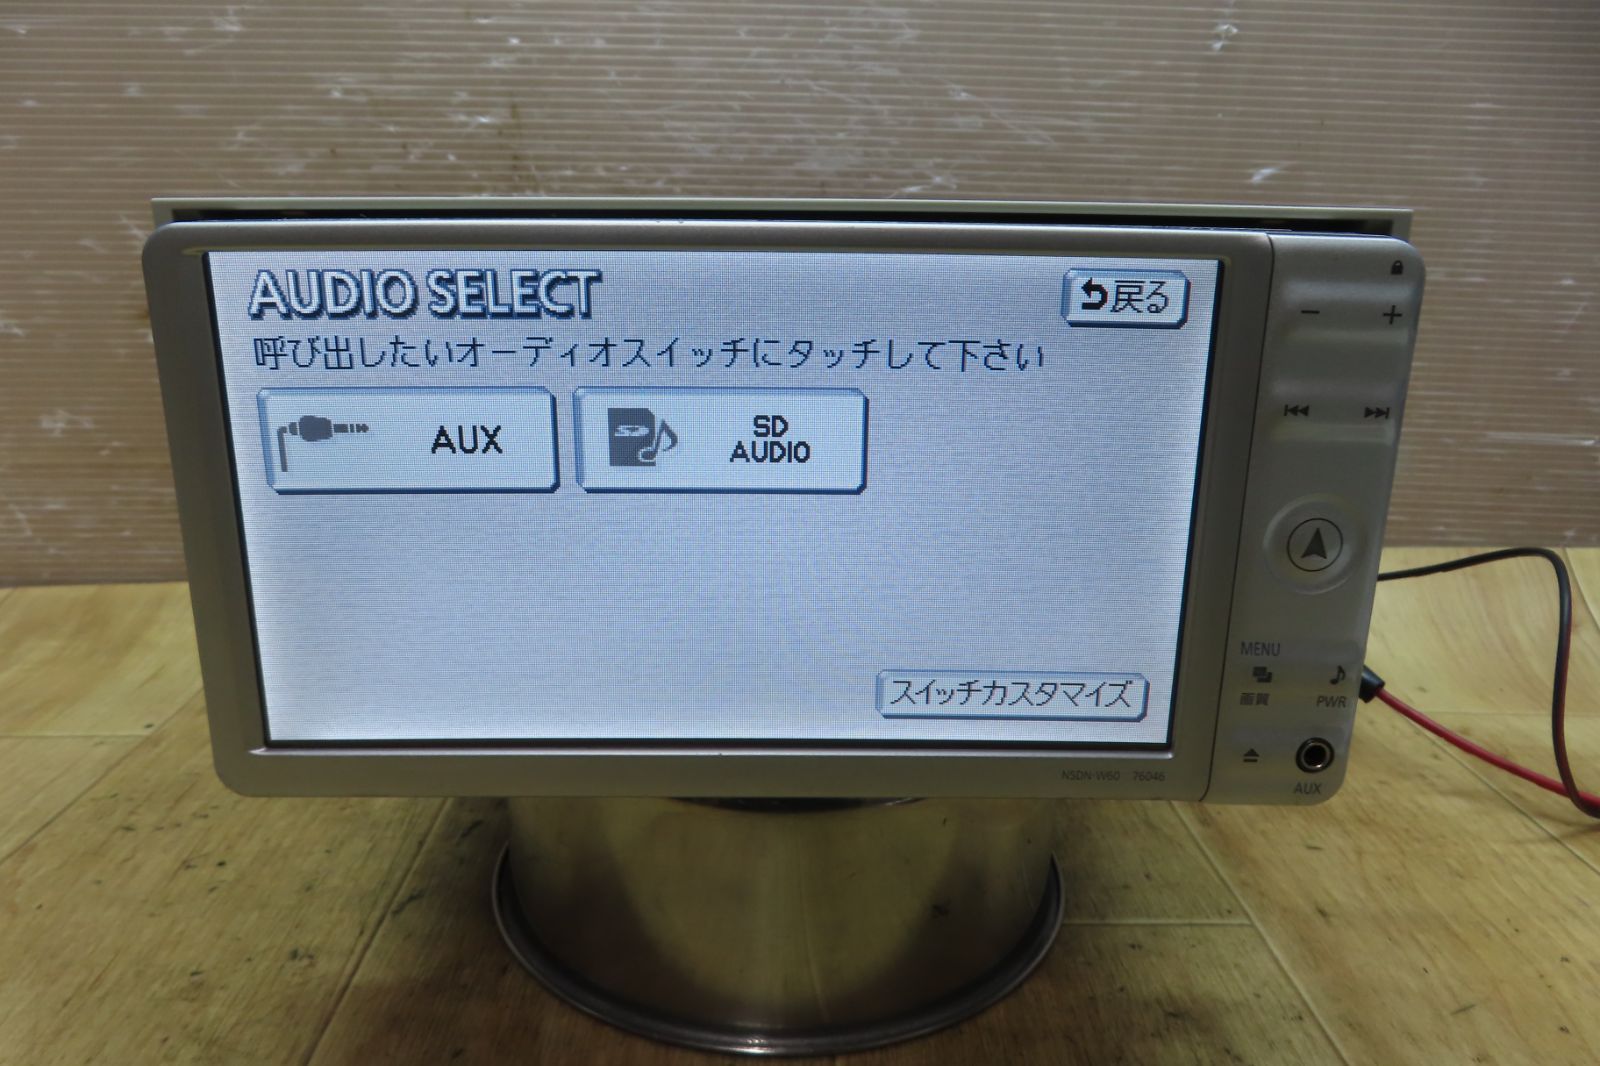 AUDIO SELECT
戻る
呼び出したいオーディオスイッチにタッチして下さい
AUX
SD
AUDIO
スイッチカスタマイズ
NSDN-W60 76046
MENU
画質
PWR
AUX